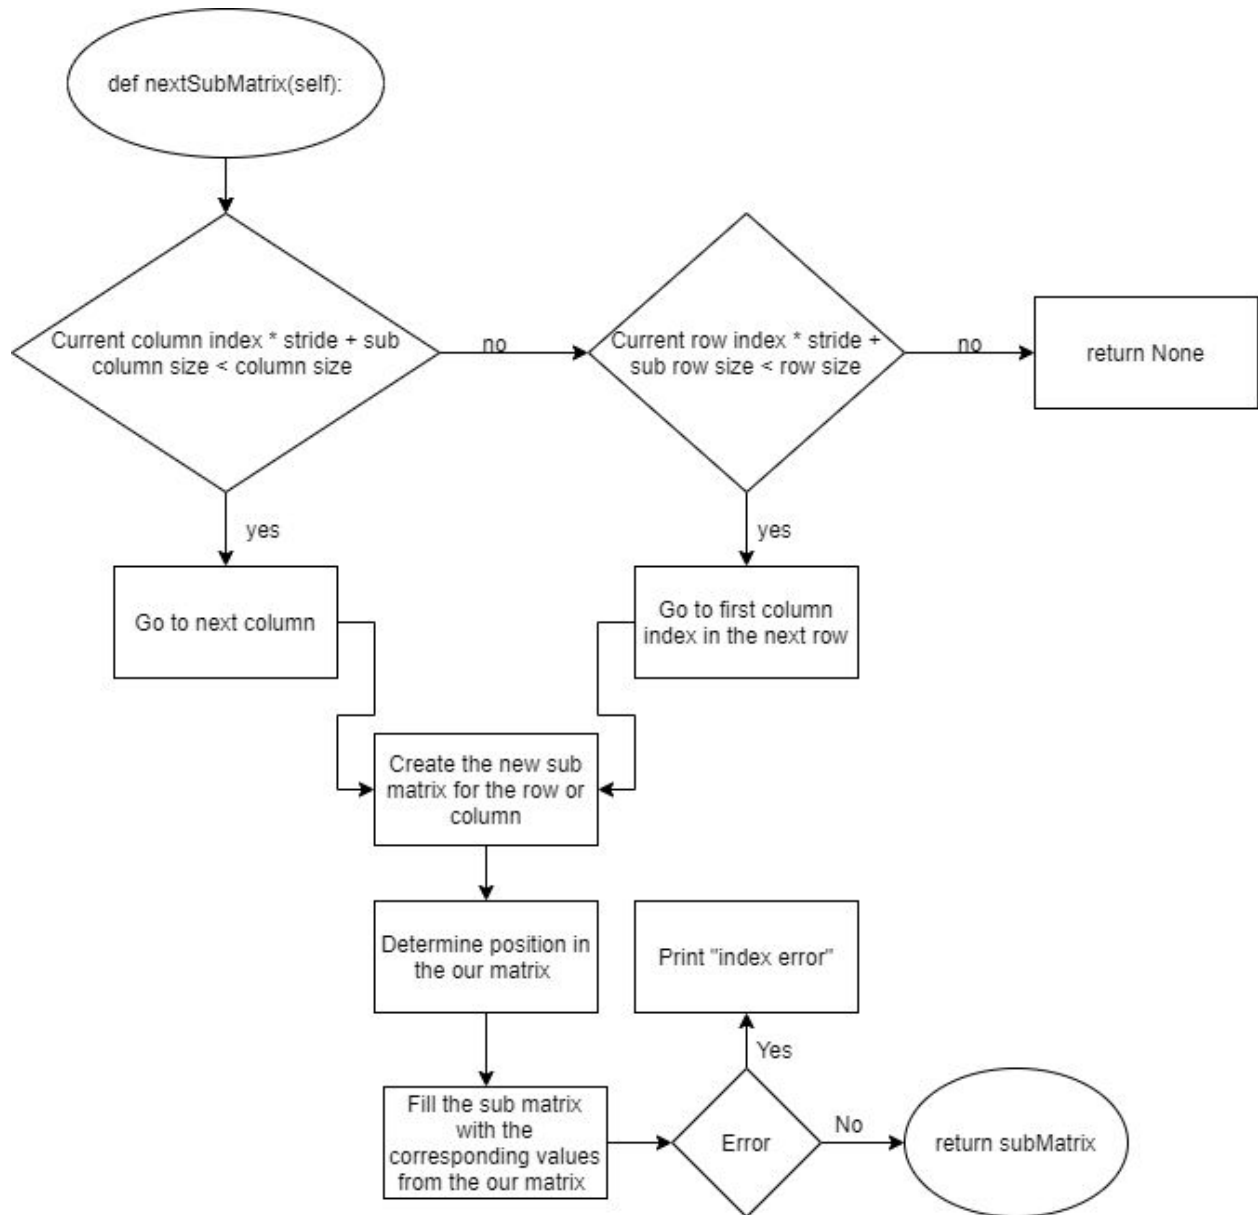 def nextSubMatrix(self):
Current column index * stride + sub
column size < column size
no
Current row index * stride +
sub row size < row size
no
return None
yes
yes
Go to next column
Go to first column
index in the next row
Create the new sub
matrix for the row or
column
Determine position in
the our matrix
Print "index error"
Yes
Fill the sub matrix
with the
corresponding values
from the our matrix
Error
No
return subMatrix